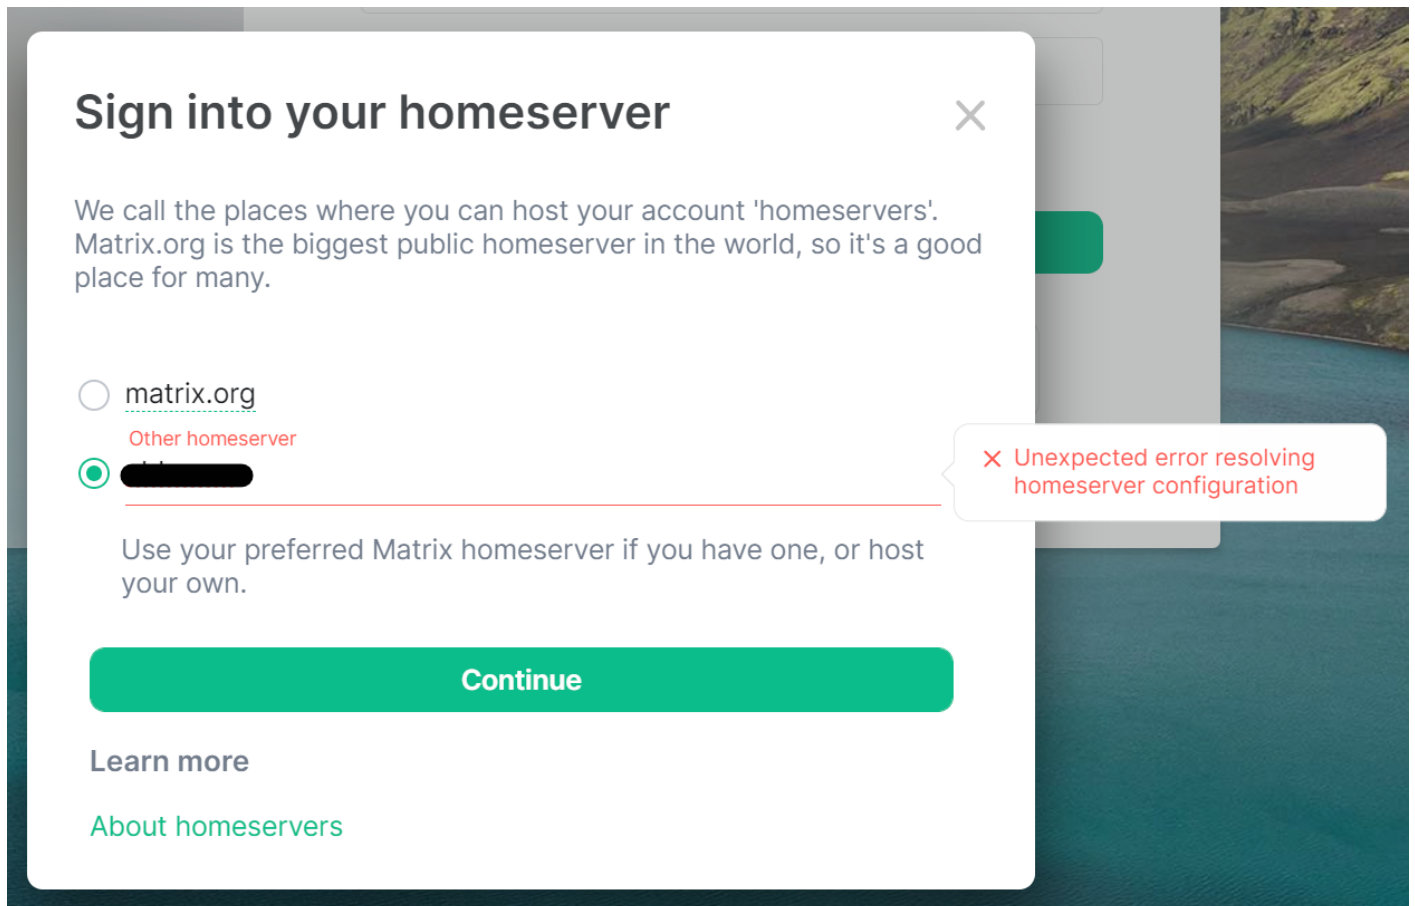 Sign into your homeserver
We call the places where you can host your account 'homeservers'.
Matrix.org is the biggest public homeserver in the world, so it's a good
place for many.
matrix.org
Other homeserver
Unexpected error resolving
homeserver configuration
Use your preferred Matrix homeserver if you have one, or host
your own.
Continue
Learn more
About homeservers